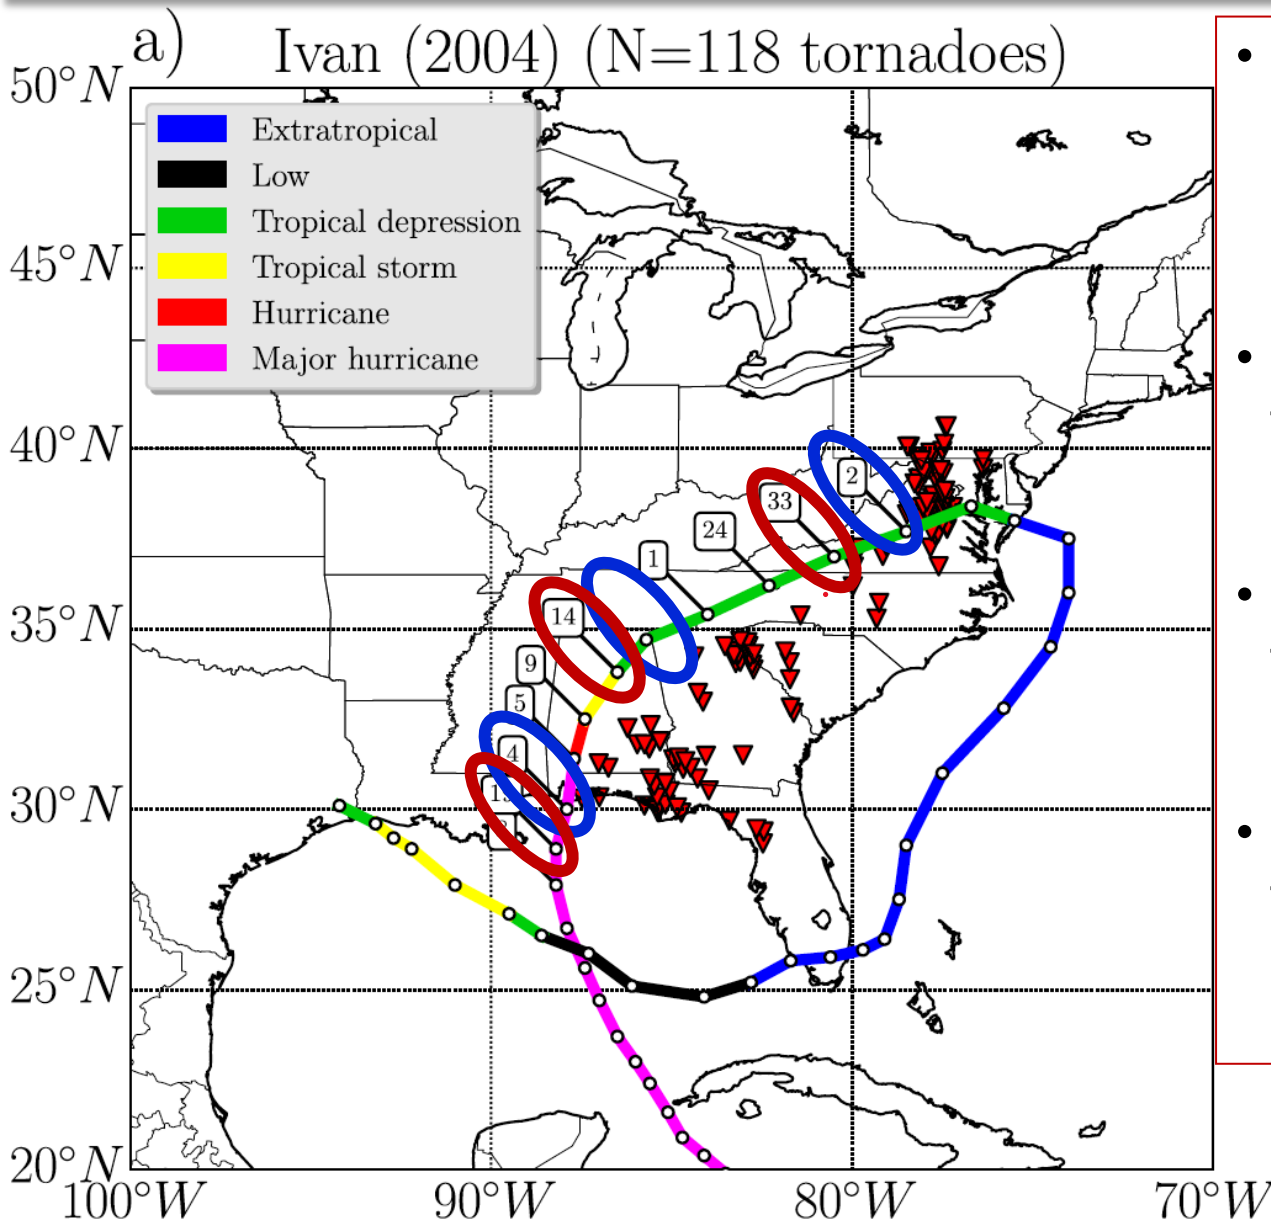 a) Ivan (2004) (N=118 tornadoes)
50°N
Extratropical
Low
Tropical depression
Tropical storm
Hurricane
Major hurricane
45°N
40°N
2
33
24
1
35°N
14
9
5
4
30°N
25°N
20°N
100°W 90°W 80°W 70°W